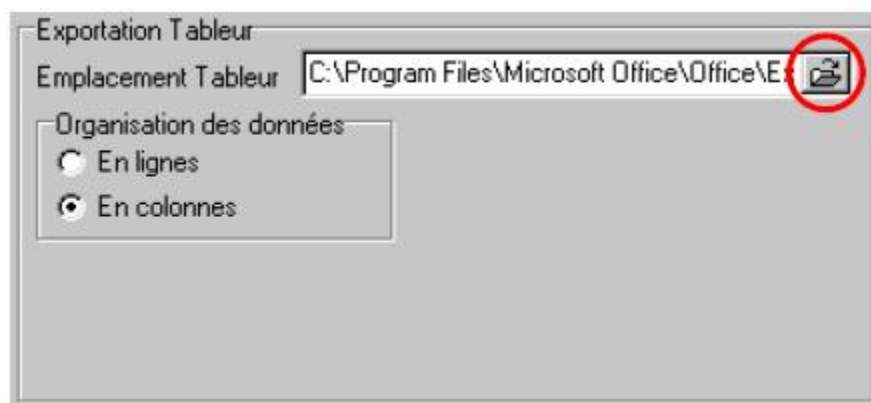 Exportation Tableur
Emplacement Tableur C:\Program Files\Microsoft Office\Office\E
Organisation des données
En lignes
En colonnes